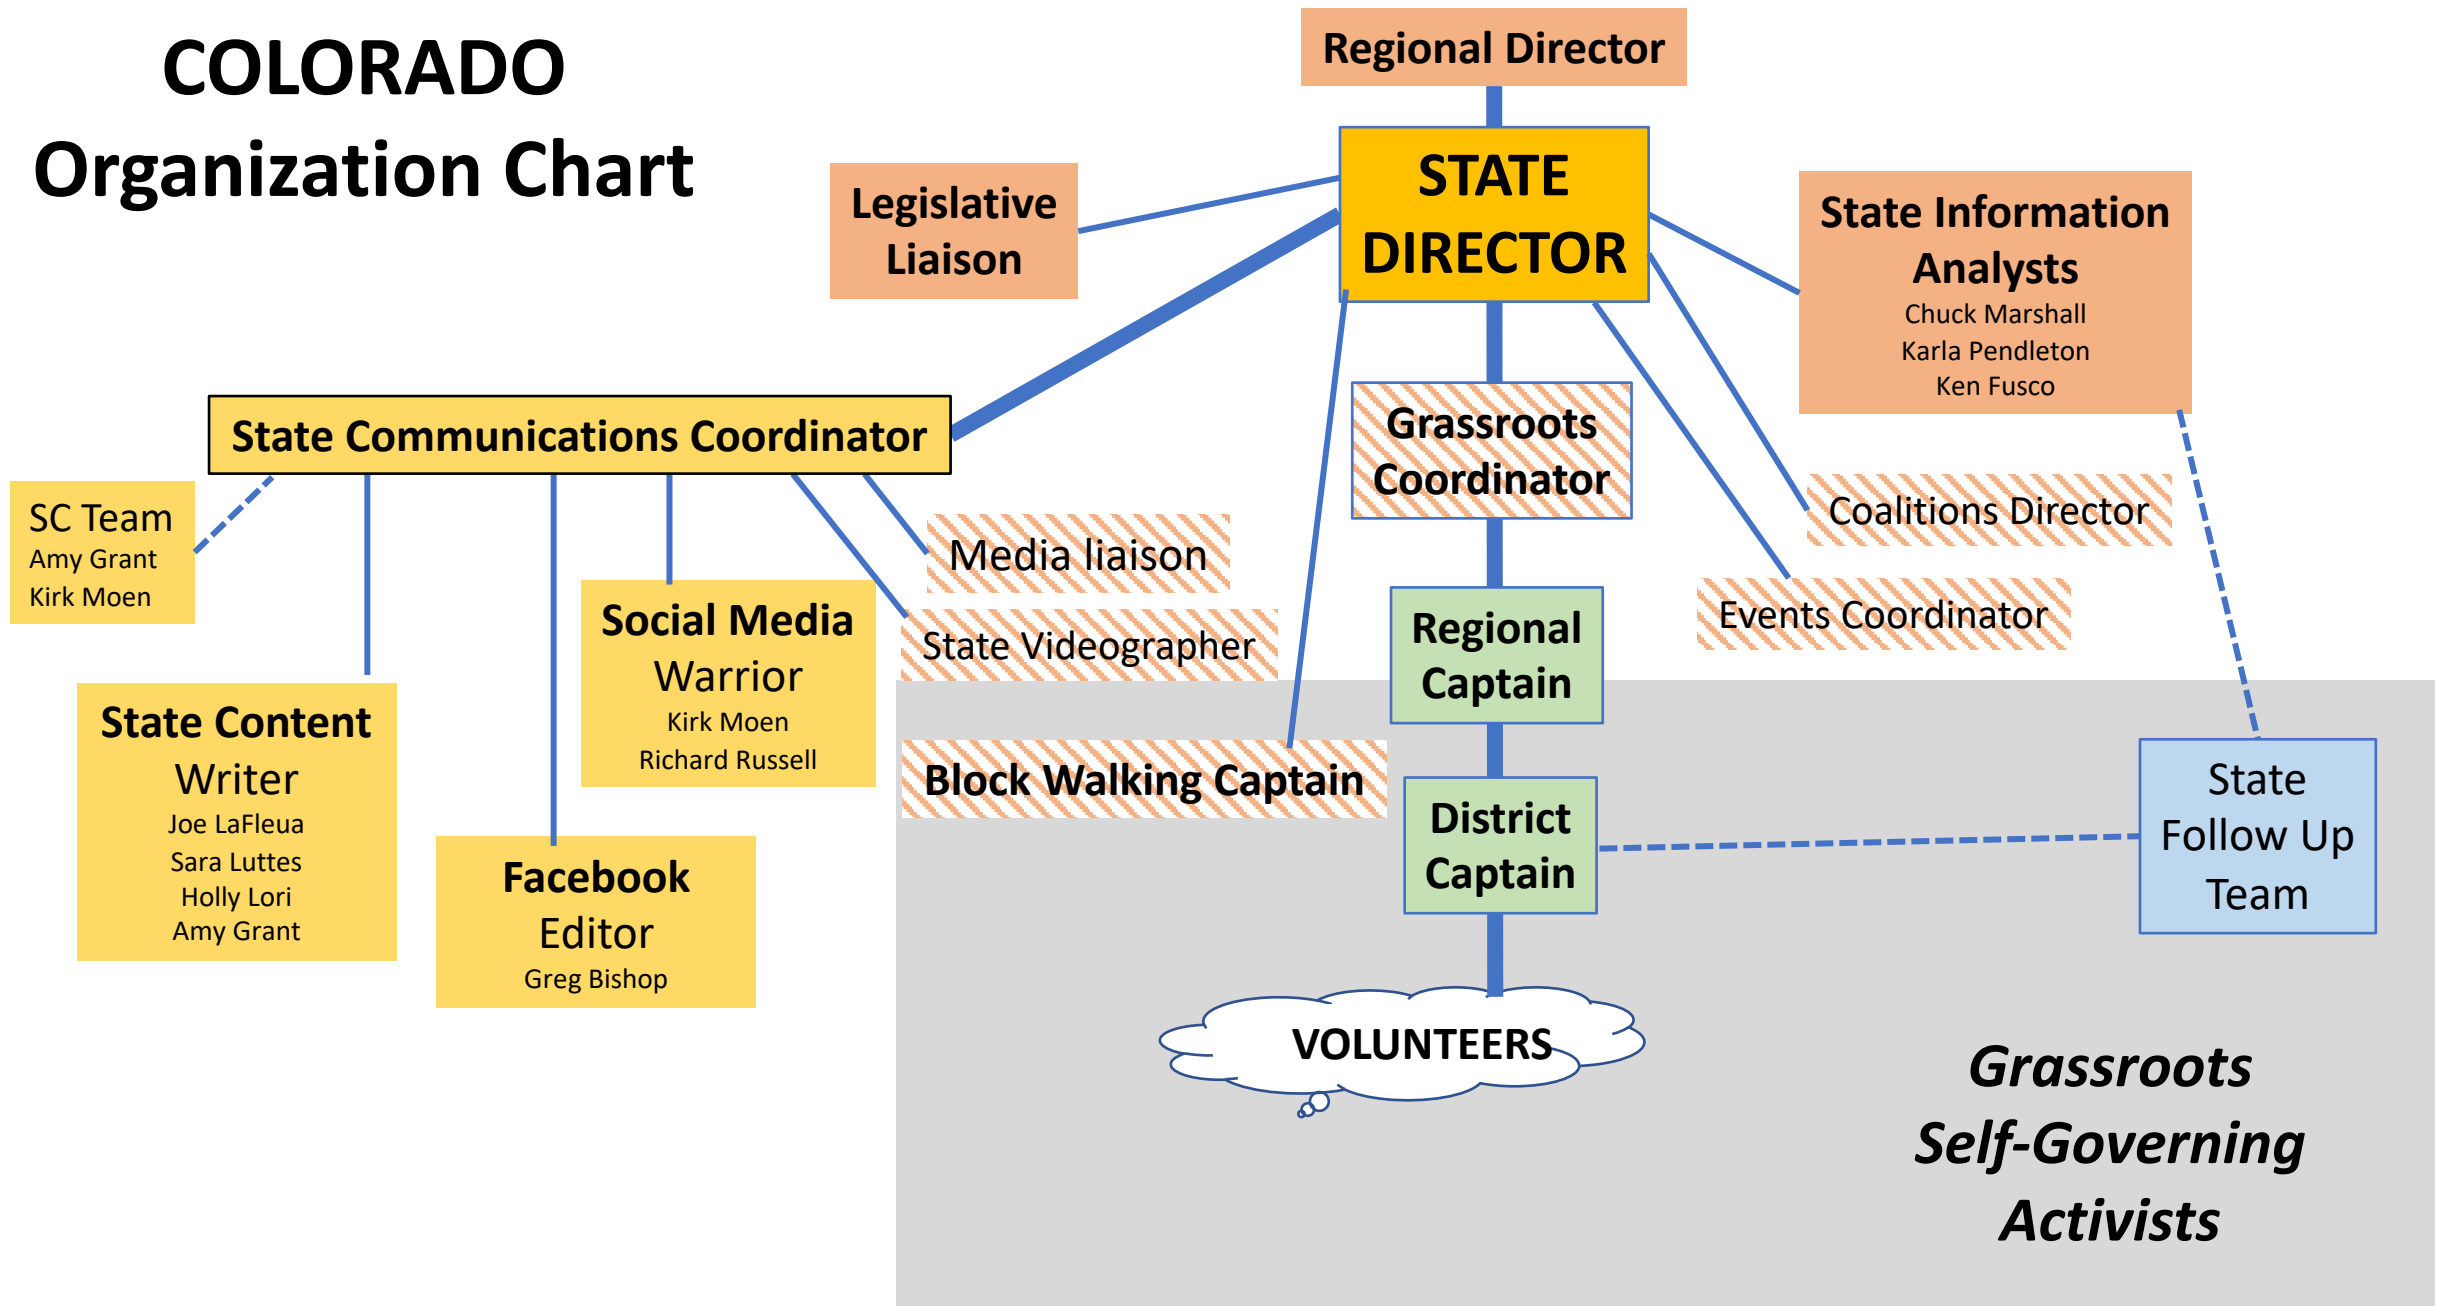 COLORADO
Organization Chart
Regional Director
STATE
DIRECTOR
Legislative
Liaison
State Information
Analysts
Chuck Marshall
Karla Pendleton
Ken Fusco
State Communications Coordinator
Grassroots
Coordinator
SC Team
Amy Grant
Kirk Moen
Media liaison
State Videographer
Coalitions Director
Events Coordinator
Social Media
Warrior
Kirk Moen
Richard Russell
Regional
Captain
State Content
Writer
Joe LaFleua
Sara Luttes
Holly Lori
Amy Grant
Facebook
Editor
Greg Bishop
Block Walking Captain
District
Captain
State
Follow Up
Team
VOLUNTEERS
Grassroots
Self-Governing
Activists